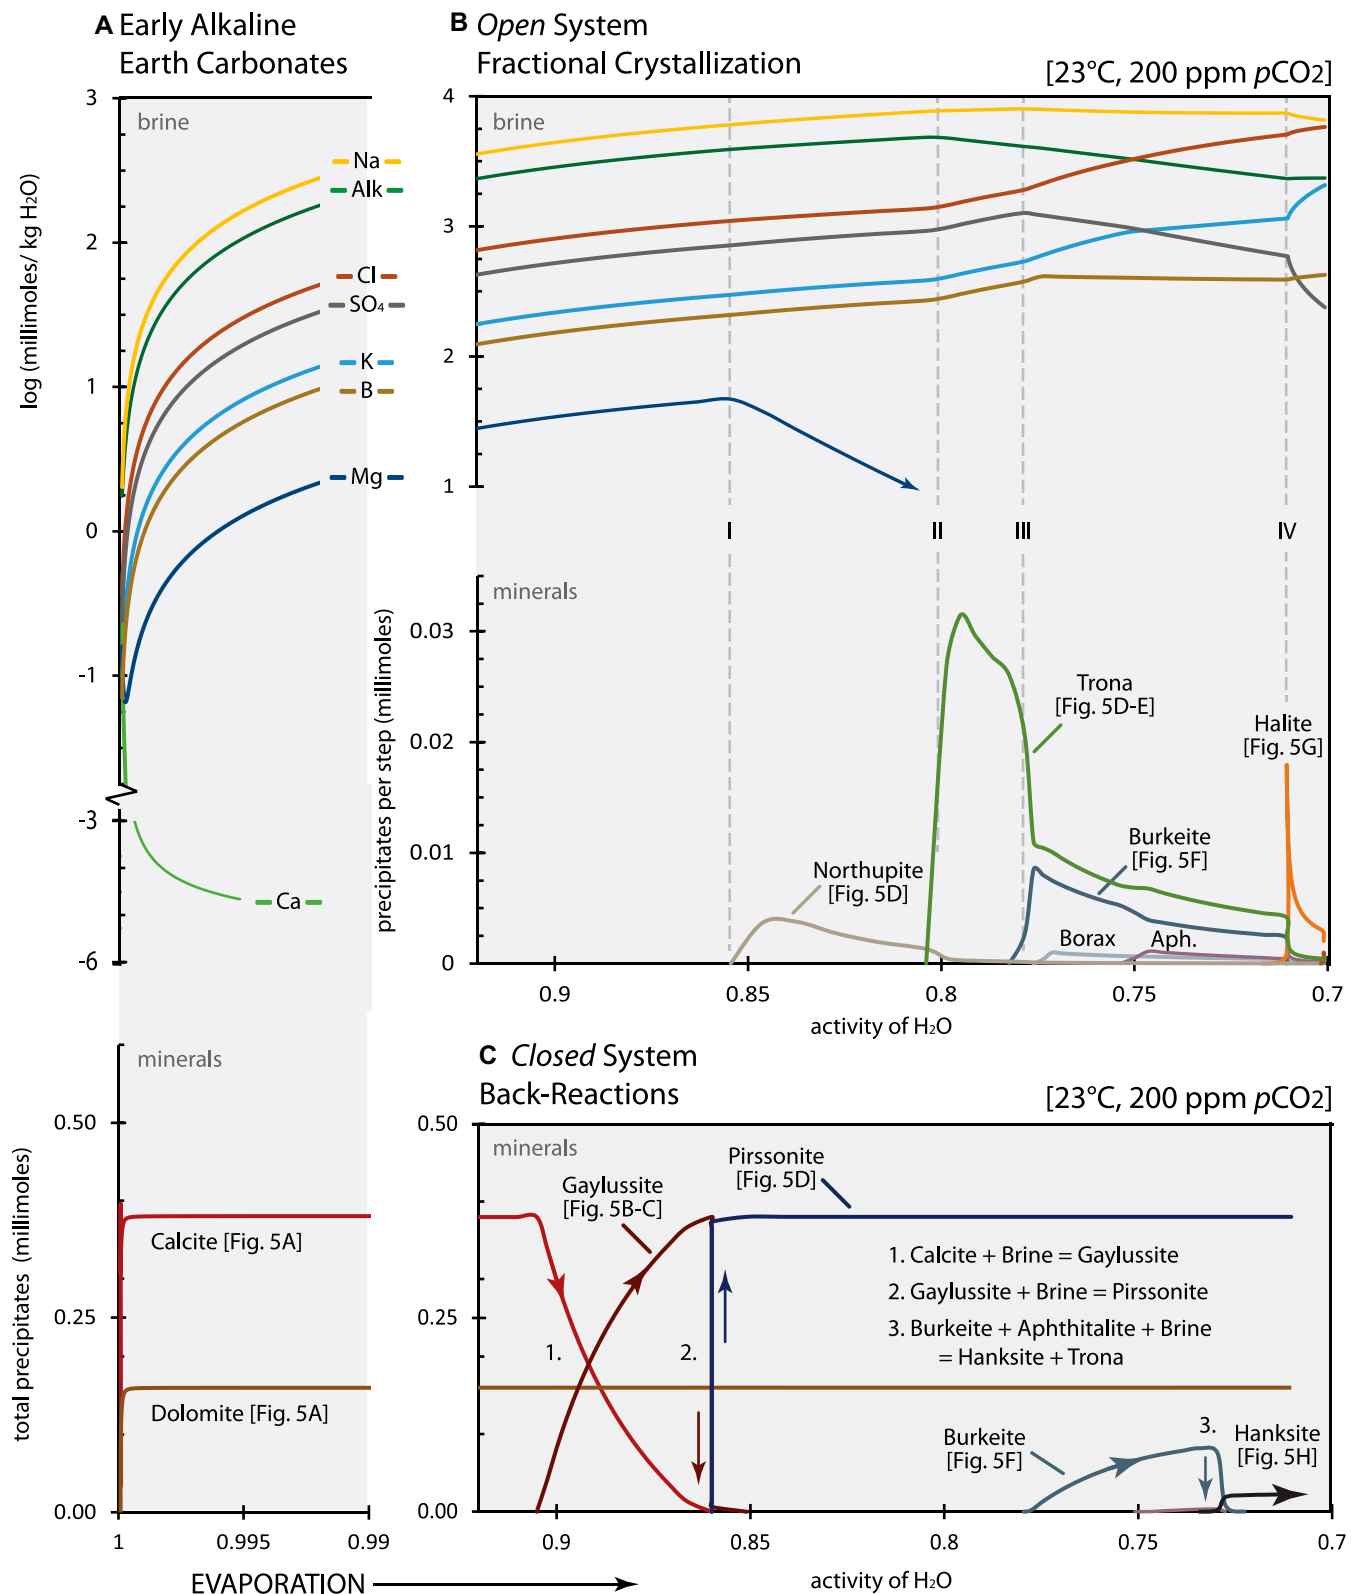 A Early Alkaline
Earth Carbonates
3
2
1
0
-1
-3
-6
log (millimoles/ kg H₂O)
brine
Na
Alk
Cl
SO₄
K
B
Mg
Ca
minerals
0.50
0.25
0.00
total precipitates (millimoles)
Calcite [Fig. 5A]
Dolomite [Fig. 5A]
1
0.995
0.99
EVAPORATION
B Open System
Fractional Crystallization
[23°C, 200 ppm pCO₂]
4
3
2
1
brine
I
II
III
IV
minerals
0.03
0.02
0.01
0
precipitates per step (millimoles)
Trona
[Fig. 5D-E]
Halite
[Fig. 5G]
Burkeite
[Fig. 5F]
Northupite
[Fig. 5D]
Borax
Aph.
0.9
0.85
0.8
0.75
0.7
activity of H₂O
C Closed System
Back-Reactions
[23°C, 200 ppm pCO₂]
0.50
0.25
0.00
minerals
Pirssonite
[Fig. 5D]
Gaylussite
[Fig. 5B-C]
1. Calcite + Brine = Gaylussite
2. Gaylussite + Brine = Pirssonite
3. Burkeite + Aphthitalite + Brine
= Hanksite + Trona
1.
2.
3.
Burkeite
[Fig. 5F]
Hanksite
[Fig. 5H]
0.9
0.85
0.8
0.75
0.7
activity of H₂O